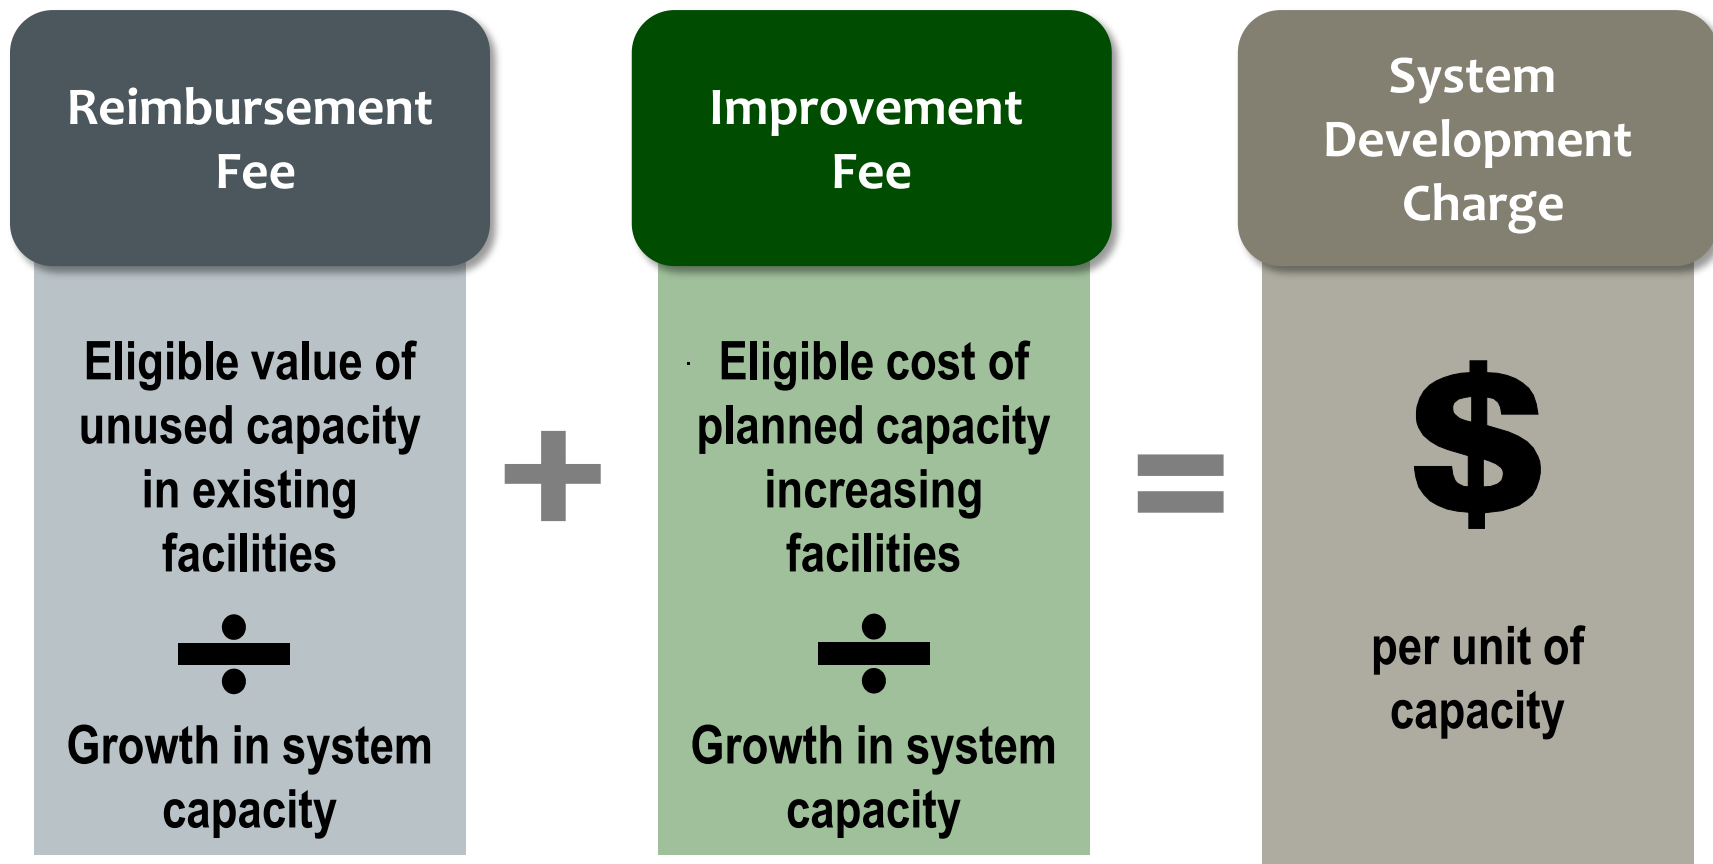 Reimbursement
Fee
Eligible value of
unused capacity
in existing
facilities
÷
Growth in system
capacity
+
Improvement
Fee
Eligible cost of
planned capacity
increasing
facilities
÷
Growth in system
capacity
=
System
Development
Charge
$
per unit of
capacity